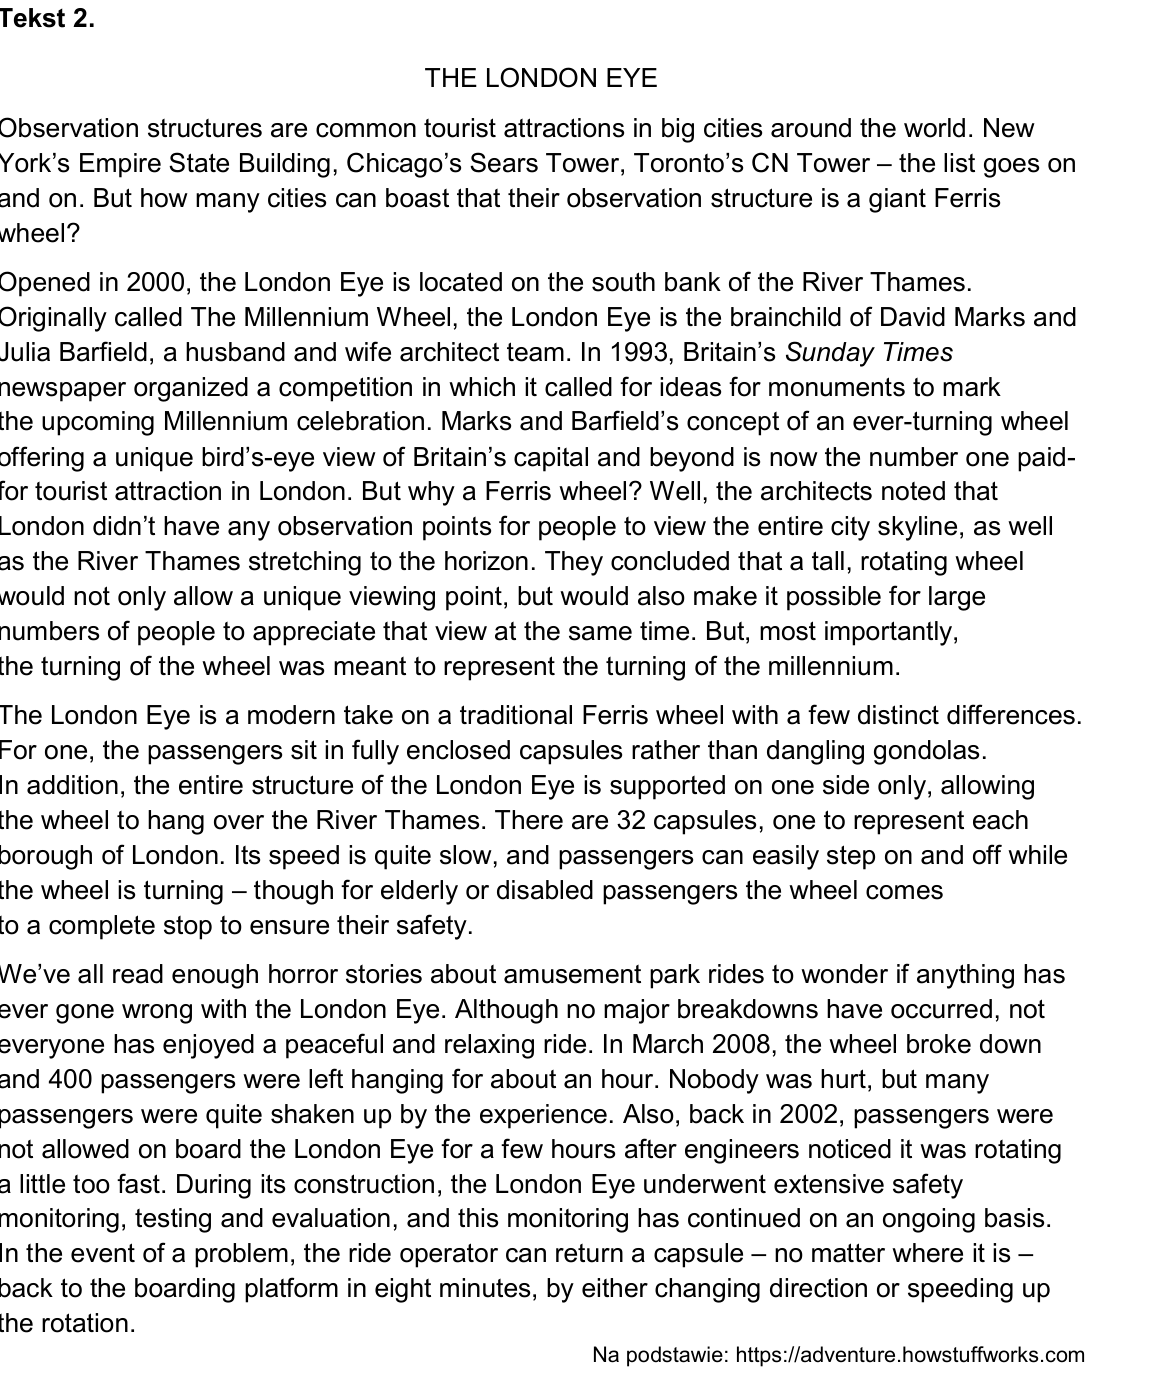 Tekst 2.
THE LONDON EYE
Observation structures are common tourist attractions in big cities around the world. New
York’s Empire State Building, Chicago’s Sears Tower, Toronto’s CN Tower – the list goes on
and on. But how many cities can boast that their observation structure is a giant Ferris
wheel?
Opened in 2000, the London Eye is located on the south bank of the River Thames.
Originally called The Millennium Wheel, the London Eye is the brainchild of David Marks and
Julia Barfield, a husband and wife architect team. In 1993, Britain’s Sunday Times
newspaper organized a competition in which it called for ideas for monuments to mark
the upcoming Millennium celebration. Marks and Barfield’s concept of an ever-turning wheel
offering a unique bird’s-eye view of Britain’s capital and beyond is now the number one paid-
for tourist attraction in London. But why a Ferris wheel? Well, the architects noted that
London didn’t have any observation points for people to view the entire city skyline, as well
as the River Thames stretching to the horizon. They concluded that a tall, rotating wheel
would not only allow a unique viewing point, but would also make it possible for large
numbers of people to appreciate that view at the same time. But, most importantly,
the turning of the wheel was meant to represent the turning of the millennium.
The London Eye is a modern take on a traditional Ferris wheel with a few distinct differences.
For one, the passengers sit in fully enclosed capsules rather than dangling gondolas.
In addition, the entire structure of the London Eye is supported on one side only, allowing
the wheel to hang over the River Thames. There are 32 capsules, one to represent each
borough of London. Its speed is quite slow, and passengers can easily step on and off while
the wheel is turning – though for elderly or disabled passengers the wheel comes
to a complete stop to ensure their safety.
We’ve all read enough horror stories about amusement park rides to wonder if anything has
ever gone wrong with the London Eye. Although no major breakdowns have occurred, not
everyone has enjoyed a peaceful and relaxing ride. In March 2008, the wheel broke down
and 400 passengers were left hanging for about an hour. Nobody was hurt, but many
passengers were quite shaken up by the experience. Also, back in 2002, passengers were
not allowed on board the London Eye for a few hours after engineers noticed it was rotating
a little too fast. During its construction, the London Eye underwent extensive safety
monitoring, testing and evaluation, and this monitoring has continued on an ongoing basis.
In the event of a problem, the ride operator can return a capsule – no matter where it is –
back to the boarding platform in eight minutes, by either changing direction or speeding up
the rotation.
Na podstawie: https://adventure.howstuffworks.com